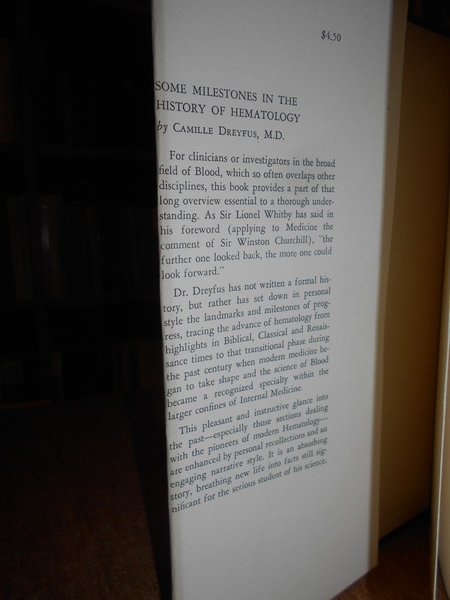 $4.50
SOME MILESTONES IN THE
HISTORY OF HEMATOLOGY
by CAMILLE DREYFUS, M.D.
For clinicians or investigators in the broad
field of Blood, which so often overlaps other
disciplines, this book provides a part of that
long overview essential to a thorough under-
standing. As Sir Lionel Whitby has said in
his foreword (applying to Medicine the
comment of Sir Winston Churchill), "the
further one looked back, the more one could
look forward."
Dr. Dreyfus has not written a formal his-
tory, but rather has set down in personal
style the landmarks and milestones of prog-
ress, tracing the advance of hematology from
highlights in Biblical, Classical and Renais-
sance times to that transitional phase during
the past century when modern medicine be-
gan to take shape and the science of Blood
became a recognized specialty within the
larger confines of Internal Medicine.
This pleasant and instructive glance into
the past—especially those sections dealing
with the pioneers of modern Hematology—
are enhanced by personal recollections and an
engaging narrative style. It is an absorbing
story, breathing new life into facts still sig-
nificant for the serious student of his science.